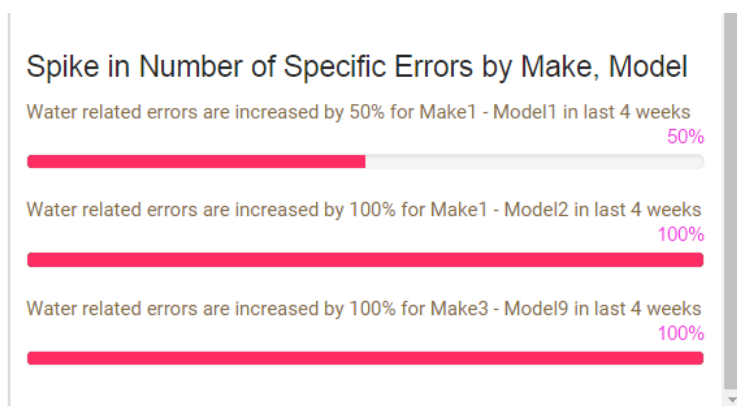 Spike in Number of Specific Errors by Make, Model
Water related errors are increased by 50% for Make1 - Model1 in last 4 weeks
50%
Water related errors are increased by 100% for Make1 - Model2 in last 4 weeks
100%
Water related errors are increased by 100% for Make3 - Model9 in last 4 weeks
100%